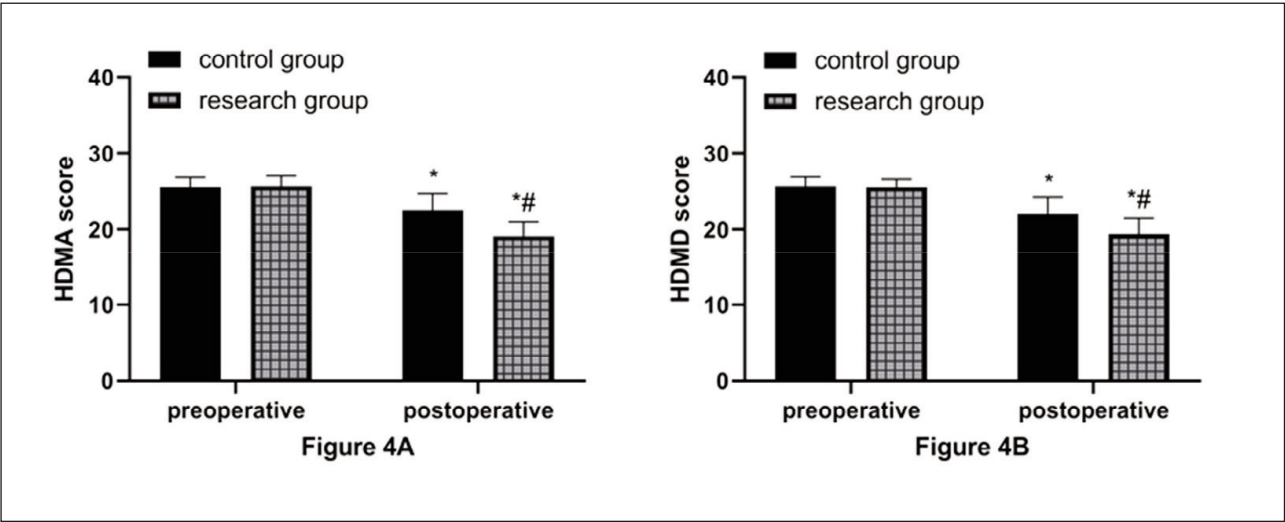 control group
research group
40
30
20
10
0
HDMA score
*
*#
preoperative
postoperative
Figure 4A
control group
research group
40
30
20
10
0
HDMD score
*
*#
preoperative
postoperative
Figure 4B